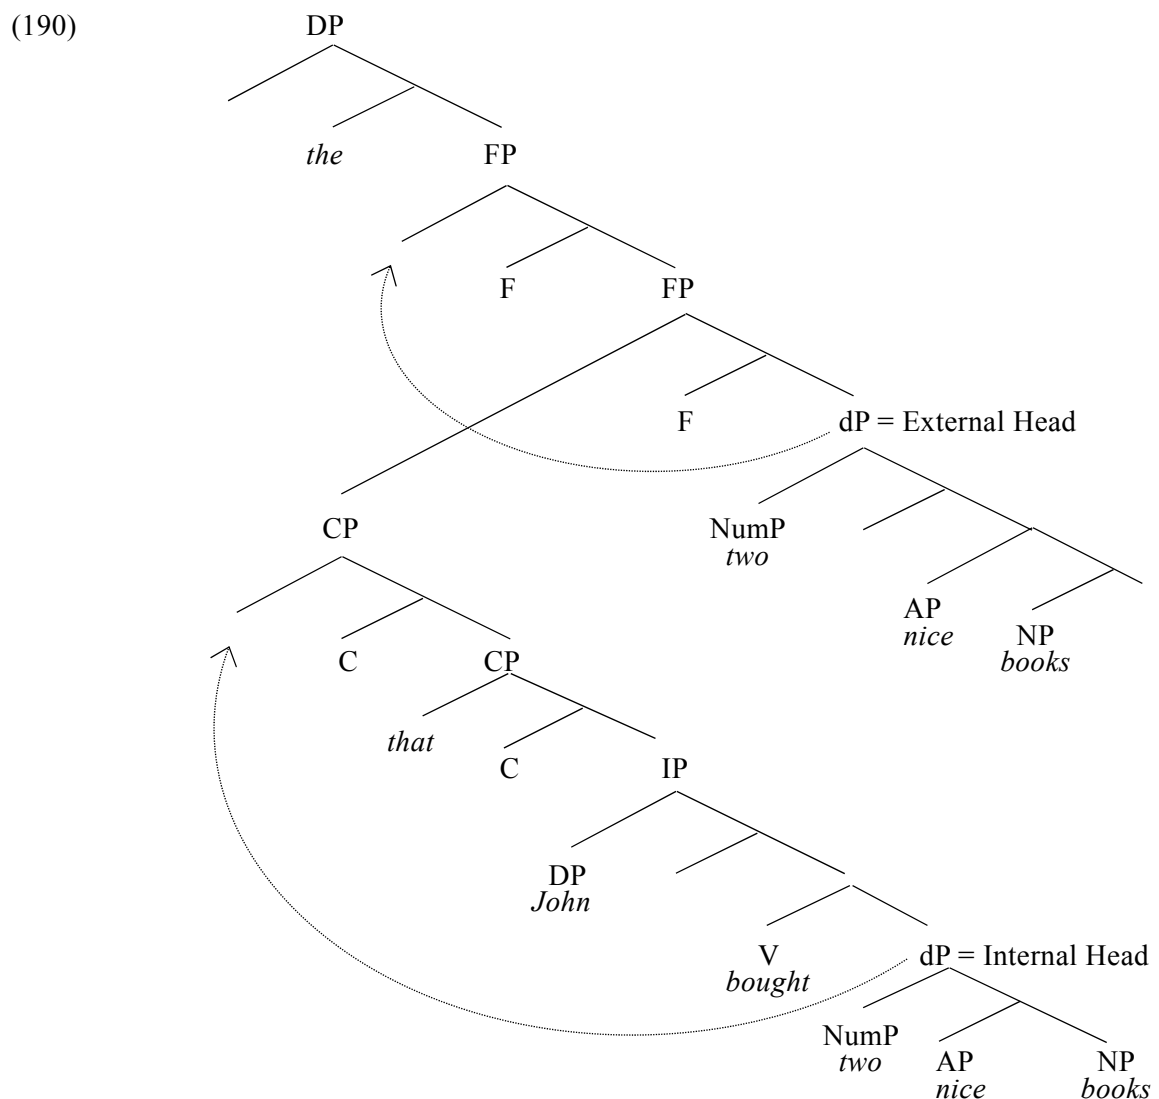 (190) DP
the FP
F FP
F dP = External Head
CP NumP
two
AP
nice NP
books
C CP
that C IP
DP
John
V
bought dP = Internal Head
NumP
two AP
nice NP
books